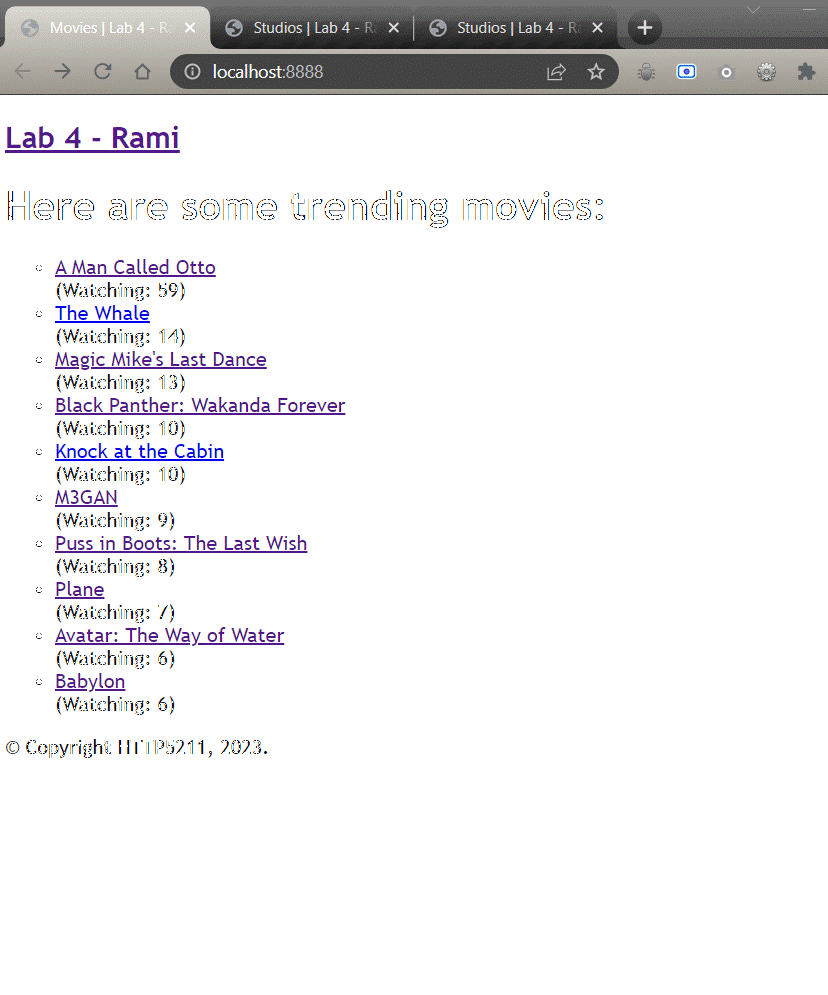 Movies | Lab 4 - Ra
Studios | Lab 4 - Ra
Studios | Lab 4 - Ra
localhost:8888
Lab 4 - Rami
Here are some trending movies:
A Man Called Otto
(Watching: 59)
The Whale
(Watching: 14)
Magic Mike's Last Dance
(Watching: 13)
Black Panther: Wakanda Forever
(Watching: 10)
Knock at the Cabin
(Watching: 10)
M3GAN
(Watching: 9)
Puss in Boots: The Last Wish
(Watching: 8)
Plane
(Watching: 7)
Avatar: The Way of Water
(Watching: 6)
Babylon
(Watching: 6)
© Copyright HTTP5211, 2023.